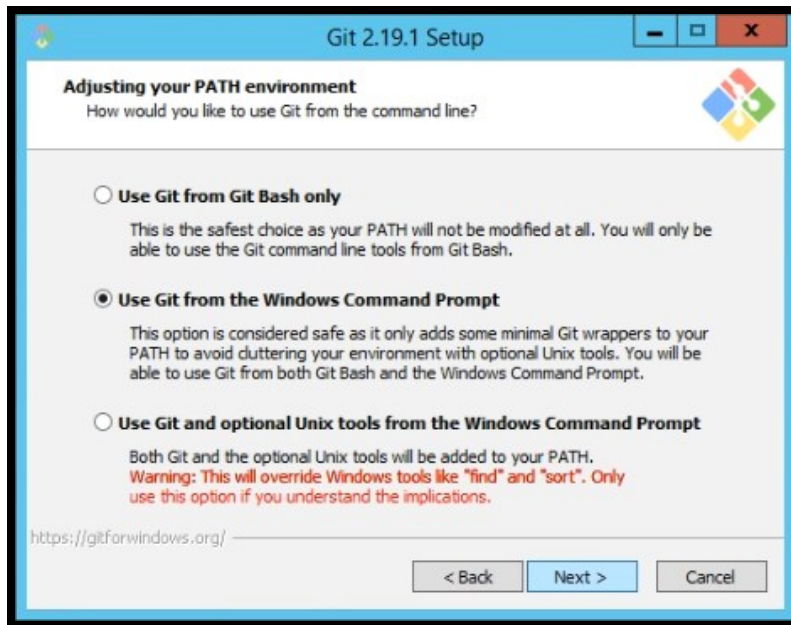 Git 2.19.1 Setup
Adjusting your PATH environment
How would you like to use Git from the command line?
Use Git from Git Bash only
This is the safest choice as your PATH will not be modified at all. You will only be
able to use the Git command line tools from Git Bash.
Use Git from the Windows Command Prompt
This option is considered safe as it only adds some minimal Git wrappers to your
PATH to avoid cluttering your environment with optional Unix tools. You will be
able to use Git from both Git Bash and the Windows Command Prompt.
Use Git and optional Unix tools from the Windows Command Prompt
Both Git and the optional Unix tools will be added to your PATH.
Warning: This will override Windows tools like "find" and "sort". Only
use this option if you understand the implications.
https://gitforwindows.org/
< Back Next > Cancel